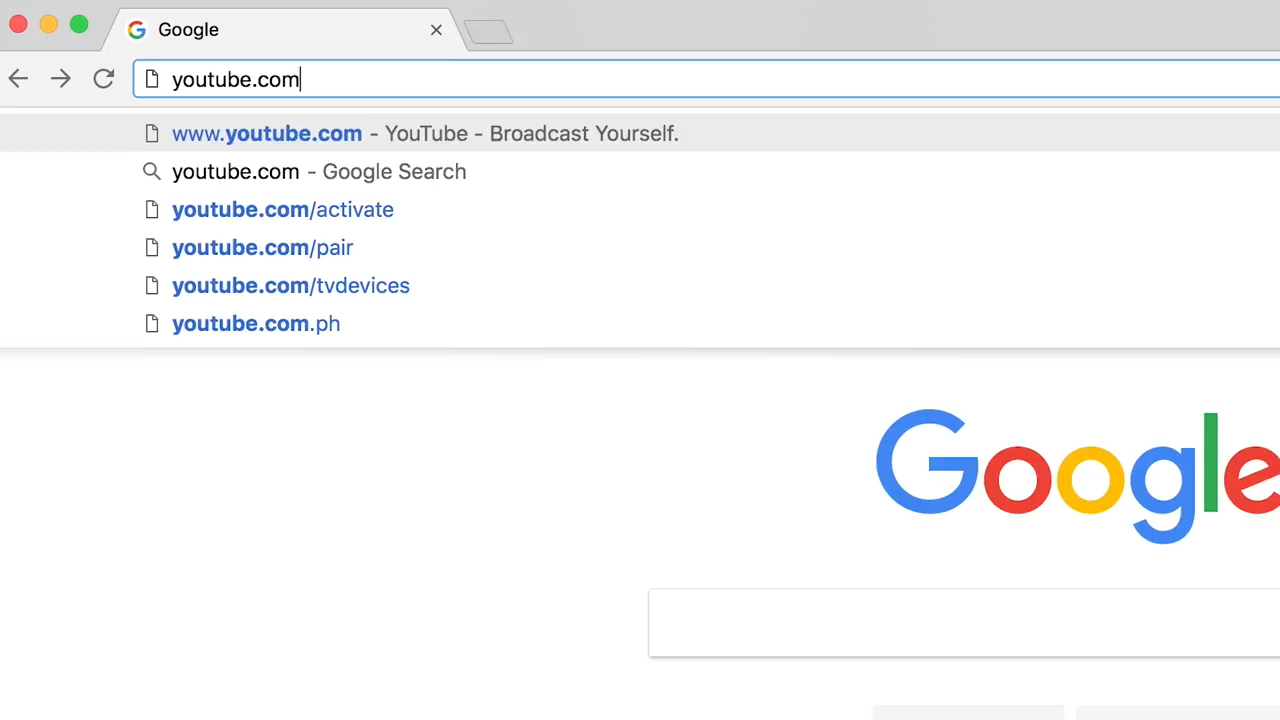 Google
youtube.com
www.youtube.com - YouTube - Broadcast Yourself.
youtube.com - Google Search
youtube.com/activate
youtube.com/pair
youtube.com/tvdevices
youtube.com.ph
Google